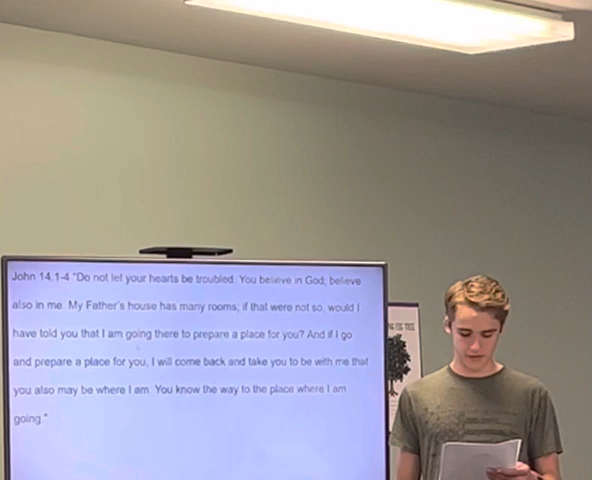 John 14:1-4 "Do not let your hearts be troubled. You believe in God; believe
also in me. My Father's house has many rooms; if that were not so, would I
have told you that I am going there to prepare a place for you? And if I go
and prepare a place for you, I will come back and take you to be with me that
you also may be where I am. You know the way to the place where I am
going."
FIG TREE